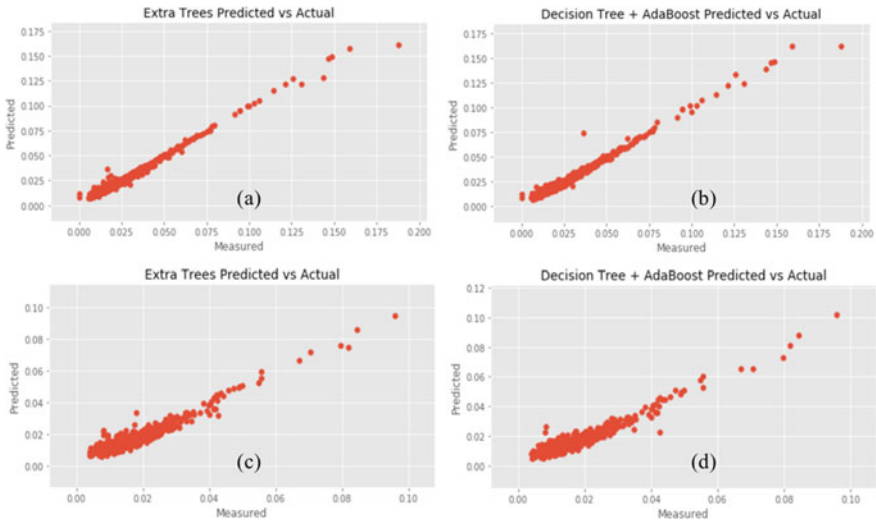 Extra Trees Predicted vs Actual
0.175
0.150
0.125
0.100
0.075
0.050
0.025
0.000
Predicted
(a)
0.000 0.025 0.050 0.075 0.100 0.125 0.150 0.175 0.200
Measured
Decision Tree + AdaBoost Predicted vs Actual
0.175
0.150
0.125
0.100
0.075
0.050
0.025
0.000
Predicted
(b)
0.000 0.025 0.050 0.075 0.100 0.125 0.150 0.175 0.200
Measured
Extra Trees Predicted vs Actual
0.10
0.08
0.06
0.04
0.02
0.00
Predicted
(c)
0.00 0.02 0.04 0.06 0.08 0.10
Measured
Decision Tree + AdaBoost Predicted vs Actual
0.12
0.10
0.08
0.06
0.04
0.02
0.00
Predicted
(d)
0.00 0.02 0.04 0.06 0.08 0.10
Measured